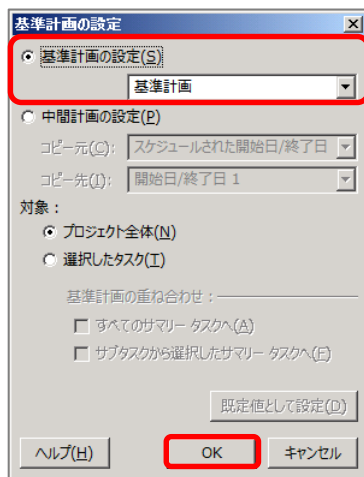 基準計画の設定
基準計画の設定(S)
基準計画
中間計画の設定(P)
コピー元(C): スケジュールされた開始日/終了日
コピー先(I): 開始日/終了日 1
対象：
プロジェクト全体(N)
選択したタスク(T)
基準計画の重ね合わせ：
すべてのサマリー タスクへ(A)
サブタスクから選択したサマリー タスクへ(F)
既定値として設定(D)
ヘルプ(H) OK キャンセル